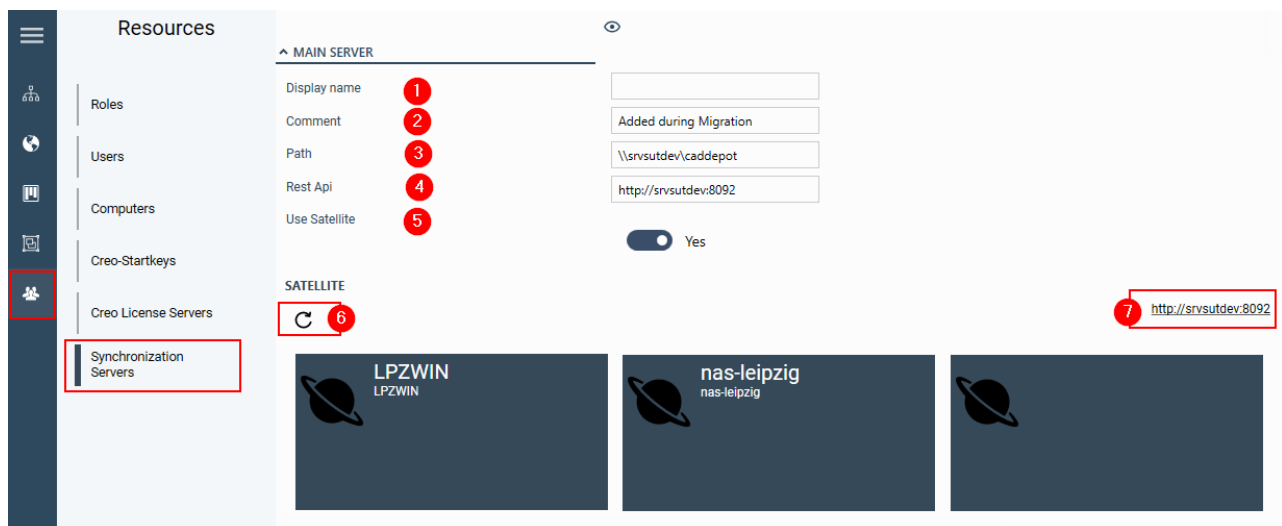 Resources
MAIN SERVER
Display name 1
Comment 2 Added during Migration
Path 3 \\srvsutdev\caddepot
Rest Api 4 http://srvsutdev:8092
Use Satellite 5
Yes
Roles
Users
Computers
Creo-Startkeys
Creo License Servers
Synchronization
Servers
SATELLITE
6
7 http://srvsutdev:8092
LPZWIN
LPZWIN
nas-leipzig
nas-leipzig